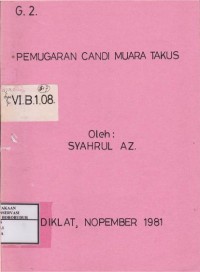 G.2.
PEMUGARAN CANDI MUARA TAKUS
VI.B.1.08.
Oleh:
SYAHRUL AZ.
DIKLAT, NOPEMBER 1981